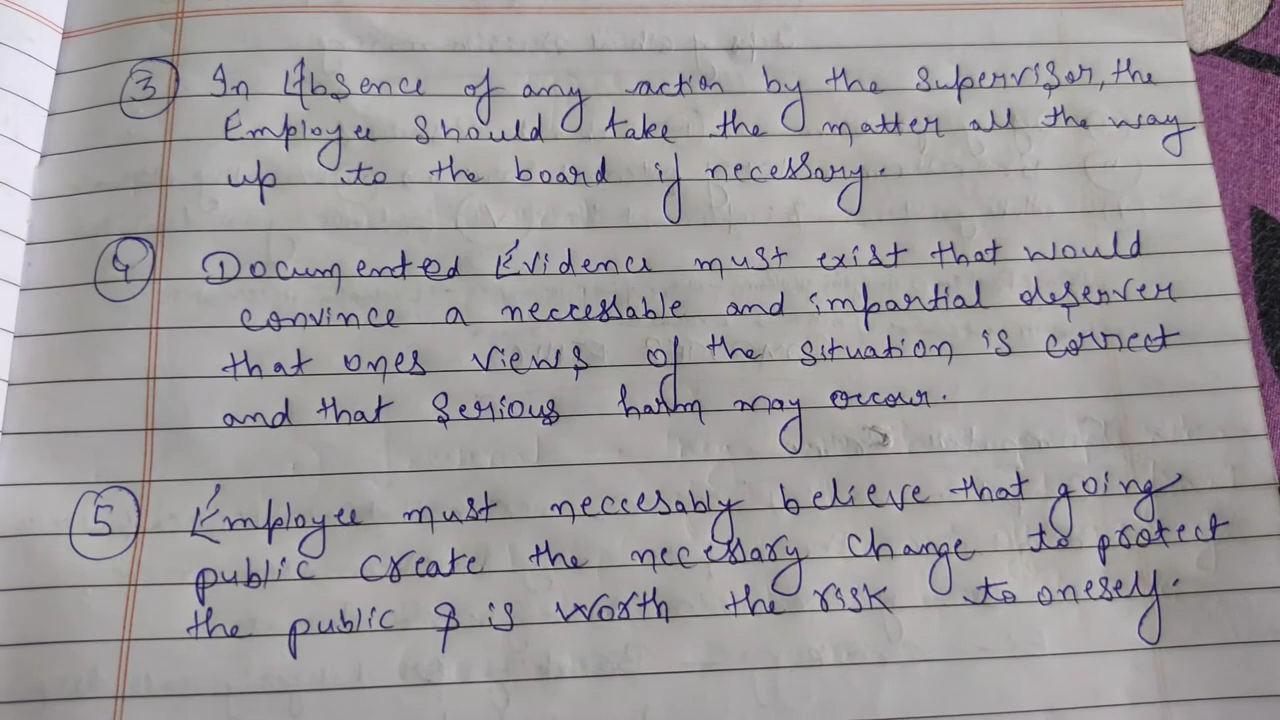 ③ In Absence of any action by the Supervisor, the
Employee Should take the matter all the way
up to the board if necessary.
④ Documented Evidence must exist that would
convince a neccessable and impartial deserver
that ones views of the situation is correct
and that serious harm may occour.
⑤ Employee must neccesably believe that going
public create the necessary change to protect
the public & is worth the risk to oneself.